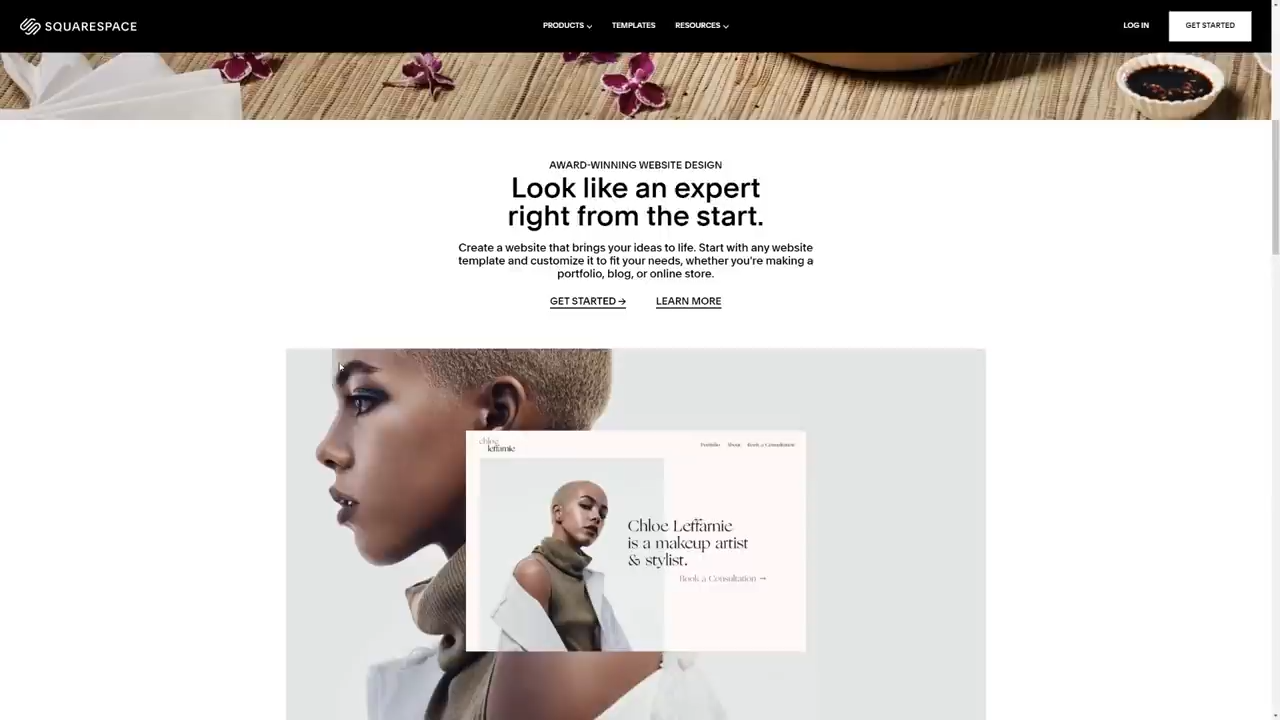 SQUARESPACE
PRODUCTS
TEMPLATES
RESOURCES
LOG IN
GET STARTED
AWARD-WINNING WEBSITE DESIGN
Look like an expert
right from the start.
Create a website that brings your ideas to life. Start with any website
template and customize it to fit your needs, whether you're making a
portfolio, blog, or online store.
GET STARTED →
LEARN MORE
chloe
leffarnie
Portfolio
About
Book a Consultation
Chloe Leffarnie
is a makeup artist
& stylist.
Book a Consultation →